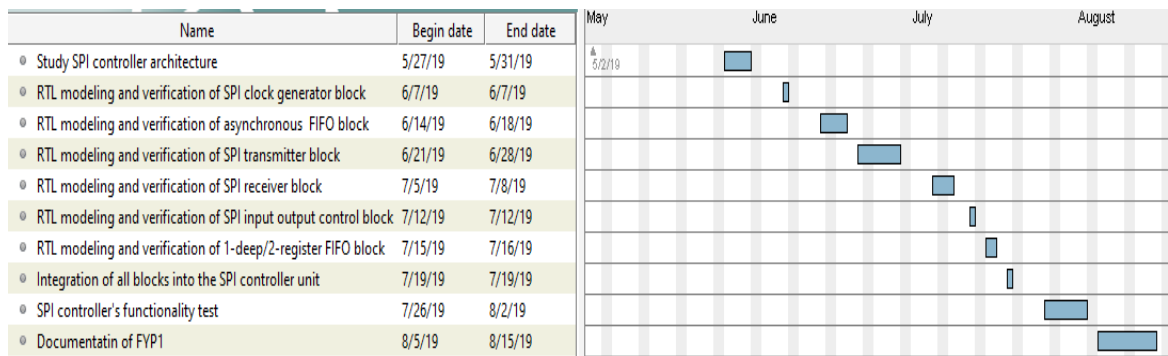 Name Begin date End date May June July August
5/2/19
Study SPI controller architecture 5/27/19 5/31/19
RTL modeling and verification of SPI clock generator block 6/7/19 6/7/19
RTL modeling and verification of asynchronous FIFO block 6/14/19 6/18/19
RTL modeling and verification of SPI transmitter block 6/21/19 6/28/19
RTL modeling and verification of SPI receiver block 7/5/19 7/8/19
RTL modeling and verification of SPI input output control block 7/12/19 7/12/19
RTL modeling and verification of 1-deep/2-register FIFO block 7/15/19 7/16/19
Integration of all blocks into the SPI controller unit 7/19/19 7/19/19
SPI controller's functionality test 7/26/19 8/2/19
Documentatin of FYP1 8/5/19 8/15/19